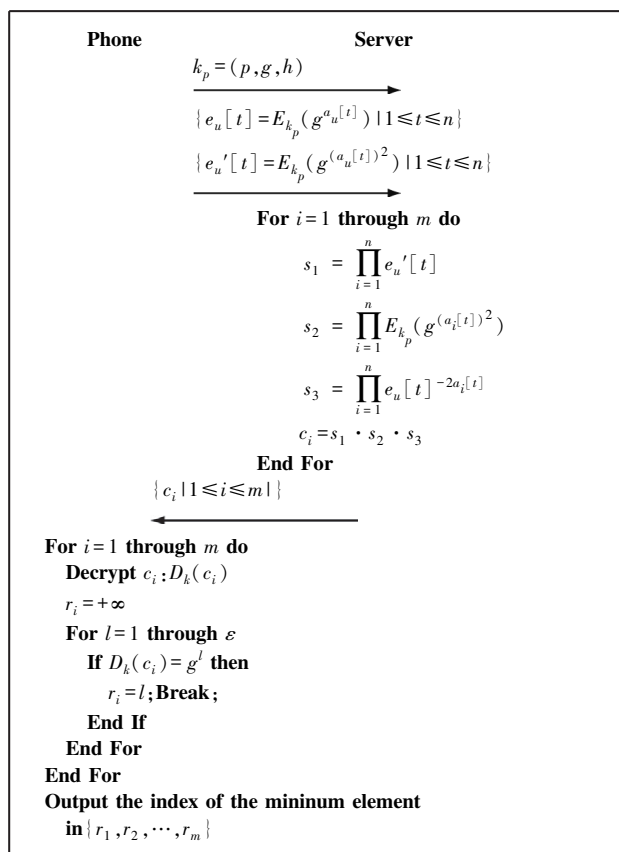 Phone Server
k_p=(p,g,h)
{e_u[t]=E_{k_p}(g^{a_u[t]})|1≤t≤n}
{e_u'[t]=E_{k_p}(g^{(a_u[t])^2})|1≤t≤n}
For i=1 through m do
s_1 = ∏_{i=1}^{n} e_u'[t]
s_2 = ∏_{i=1}^{n} E_{k_p}(g^{(a_i[t])^2})
s_3 = ∏_{i=1}^{n} e_u[t]^{-2a_i[t]}
c_i=s_1·s_2·s_3
End For
{c_i|1≤i≤m|}
For i=1 through m do
Decrypt c_i:D_k(c_i)
r_i=+∞
For l=1 through ε
If D_k(c_i)=g^l then
r_i=l;Break;
End If
End For
End For
Output the index of the mininum element
in{r_1,r_2,⋯,r_m}